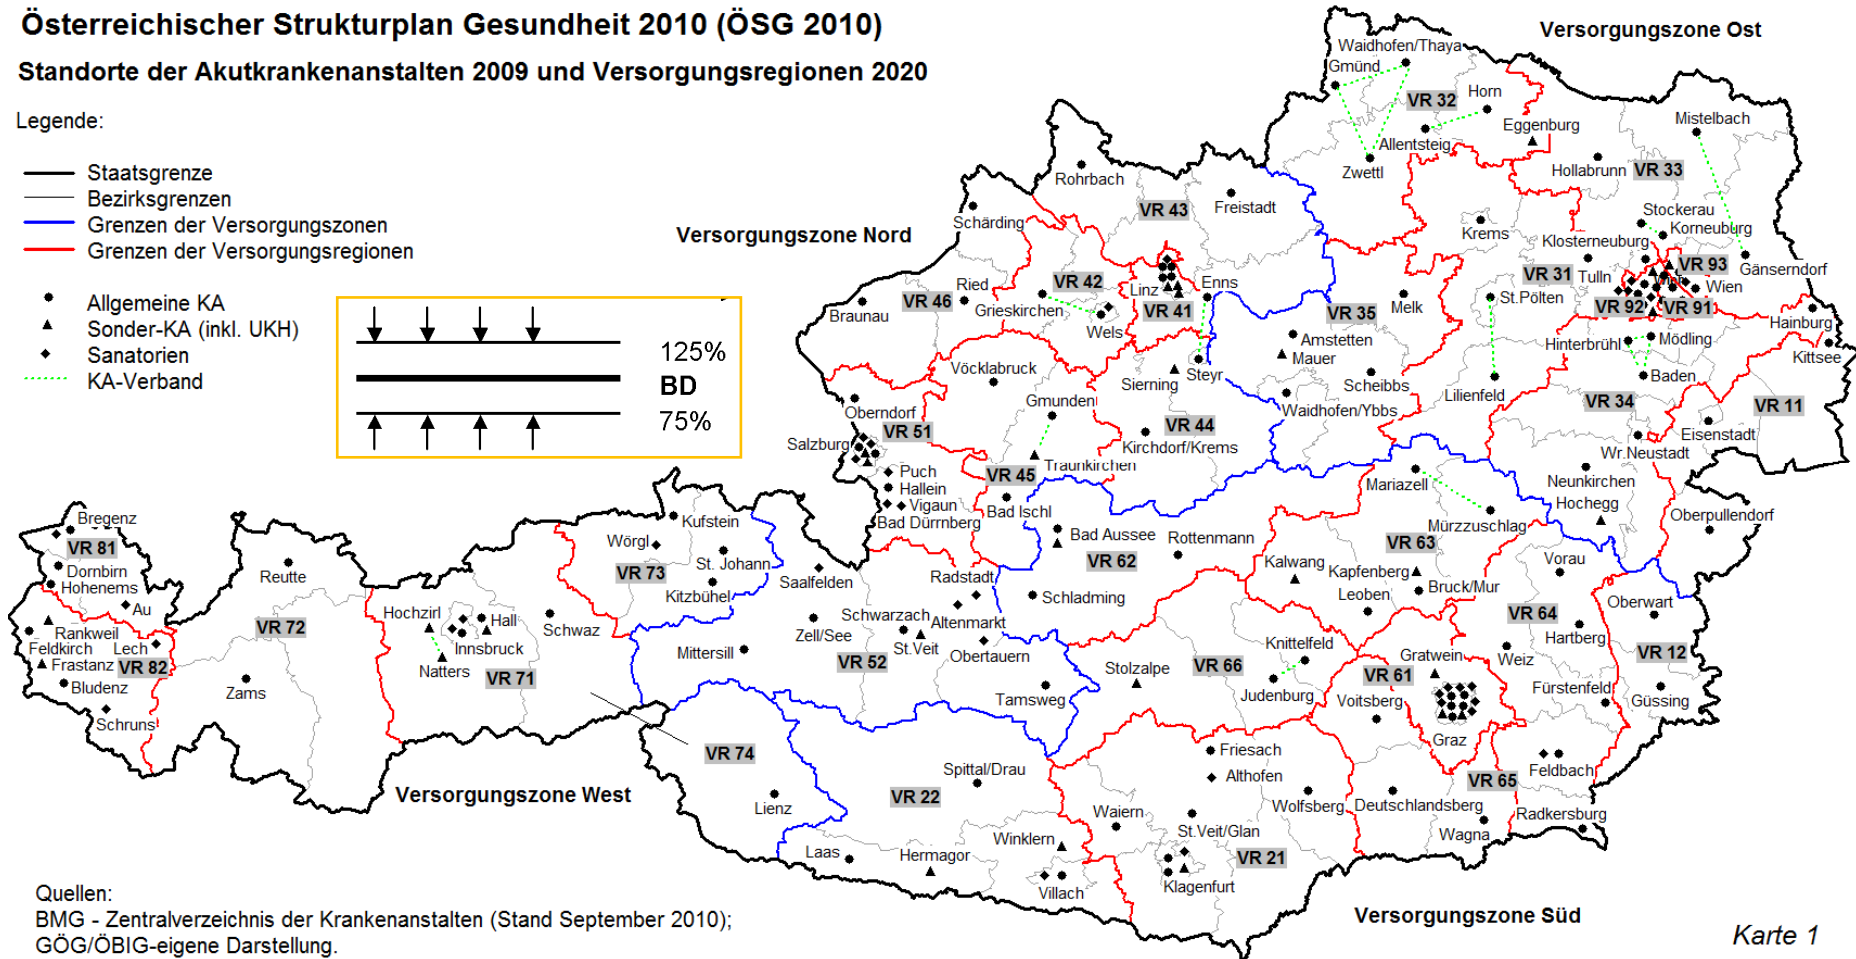 Österreichischer Strukturplan Gesundheit 2010 (ÖSG 2010)
Standorte der Akutkrankenanstalten 2009 und Versorgungsregionen 2020
Legende:
Staatsgrenze
Bezirksgrenzen
Grenzen der Versorgungszonen
Grenzen der Versorgungsregionen
Allgemeine KA
Sonder-KA (inkl. UKH)
Sanatorien
KA-Verband
125%
BD
75%
Versorgungszone Ost
Versorgungszone Nord
Versorgungszone West
Versorgungszone Süd
Waidhofen/Thaya
Gmünd
VR 32
Horn
Eggenburg
Allentsteig
Zwettl
Mistelbach
Hollabrunn
VR 33
Stockerau
Korneuburg
Klosterneuburg
Krems
VR 31
Tulln
VR 93
Gänserndorf
Wien
VR 92
VR 91
Hainburg
Kittsee
Mödling
Hinterbrühl
Baden
St.Pölten
Melk
Lilienfeld
VR 34
VR 11
Eisenstadt
Wr.Neustadt
Neunkirchen
Hochegg
Oberpullendorf
VR 35
Amstetten
Mauer
Scheibbs
Waidhofen/Ybbs
Rohrbach
VR 43
Freistadt
Schärding
Ried
VR 46
Braunau
VR 42
Grieskirchen
Wels
Linz
Enns
VR 41
Vöcklabruck
Gmunden
Sierning
Steyr
VR 44
Kirchdorf/Krems
Traunkirchen
VR 45
Bad Ischl
Oberndorf
VR 51
Salzburg
Puch
Hallein
Vigaun
Bad Dürrnberg
Bad Aussee
VR 62
Rottenmann
Schladming
Mariazell
Mürzzuschlag
VR 63
Kalwang
Kapfenberg
Bruck/Mur
Leoben
Vorau
VR 64
Hartberg
Weiz
Fürstenfeld
Oberwart
VR 12
Güssing
Knittelfeld
VR 66
Stolzalpe
Judenburg
Gratwein
VR 61
Voitsberg
Graz
Feldbach
VR 65
Deutschlandsberg
Wagna
Radkersburg
Kufstein
Wörgl
St. Johann
VR 73
Kitzbühel
Saalfelden
Radstadt
Schwarzach
Altenmarkt
Zell/See
St.Veit
VR 52
Obertauern
Mittersill
Tamsweg
Bregenz
VR 81
Dornbirn
Hohenems
Au
Rankweil
Feldkirch
Lech
Frastanz
VR 82
Bludenz
Schruns
Reutte
VR 72
Zams
Hochzirl
Hall
Schwaz
Innsbruck
Natters
VR 71
VR 74
Lienz
Spittal/Drau
VR 22
Winklern
Laas
Hermagor
Villach
Friesach
Althofen
Wolfsberg
Waiern
St.Veit/Glan
VR 21
Klagenfurt
Quellen:
BMG - Zentralverzeichnis der Krankenanstalten (Stand September 2010);
GÖG/ÖBIG-eigene Darstellung.
Karte 1